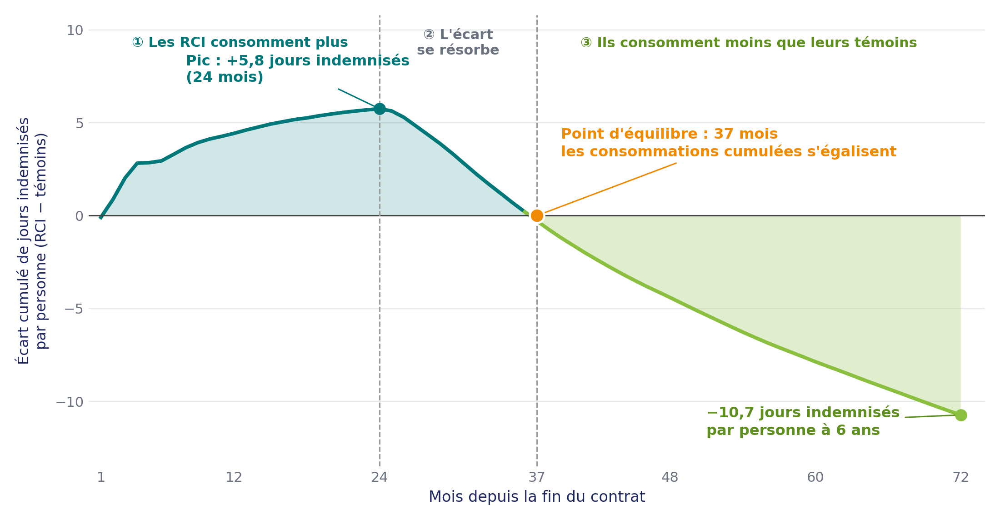 ① Les RCI consomment plus
Pic : +5,8 jours indemnisés
(24 mois)
② L'écart
se résorbe
③ Ils consomment moins que leurs témoins
Point d'équilibre : 37 mois
les consommations cumulées s'égalisent
−10,7 jours indemnisés
par personne à 6 ans
Écart cumulé de jours indemnisés
par personne (RCI − témoins)
10
5
0
−5
−10
1 12 24 37 48 60 72
Mois depuis la fin du contrat